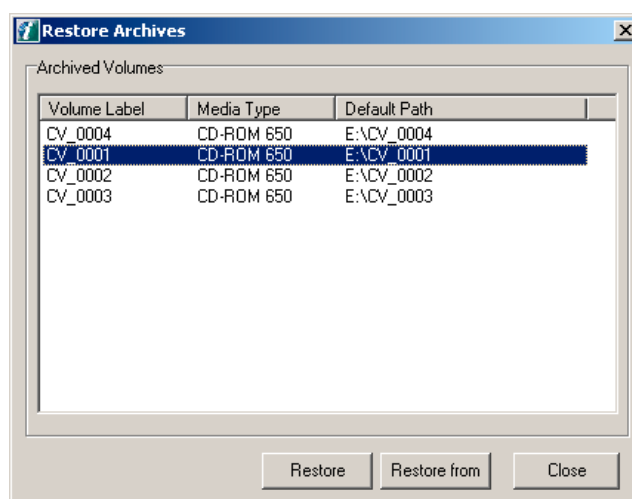 Restore Archives
Archived Volumes
Volume Label Media Type Default Path
CV_0004 CD-ROM 650 E:\CV_0004
CV_0001 CD-ROM 650 E:\CV_0001
CV_0002 CD-ROM 650 E:\CV_0002
CV_0003 CD-ROM 650 E:\CV_0003
Restore Restore from Close